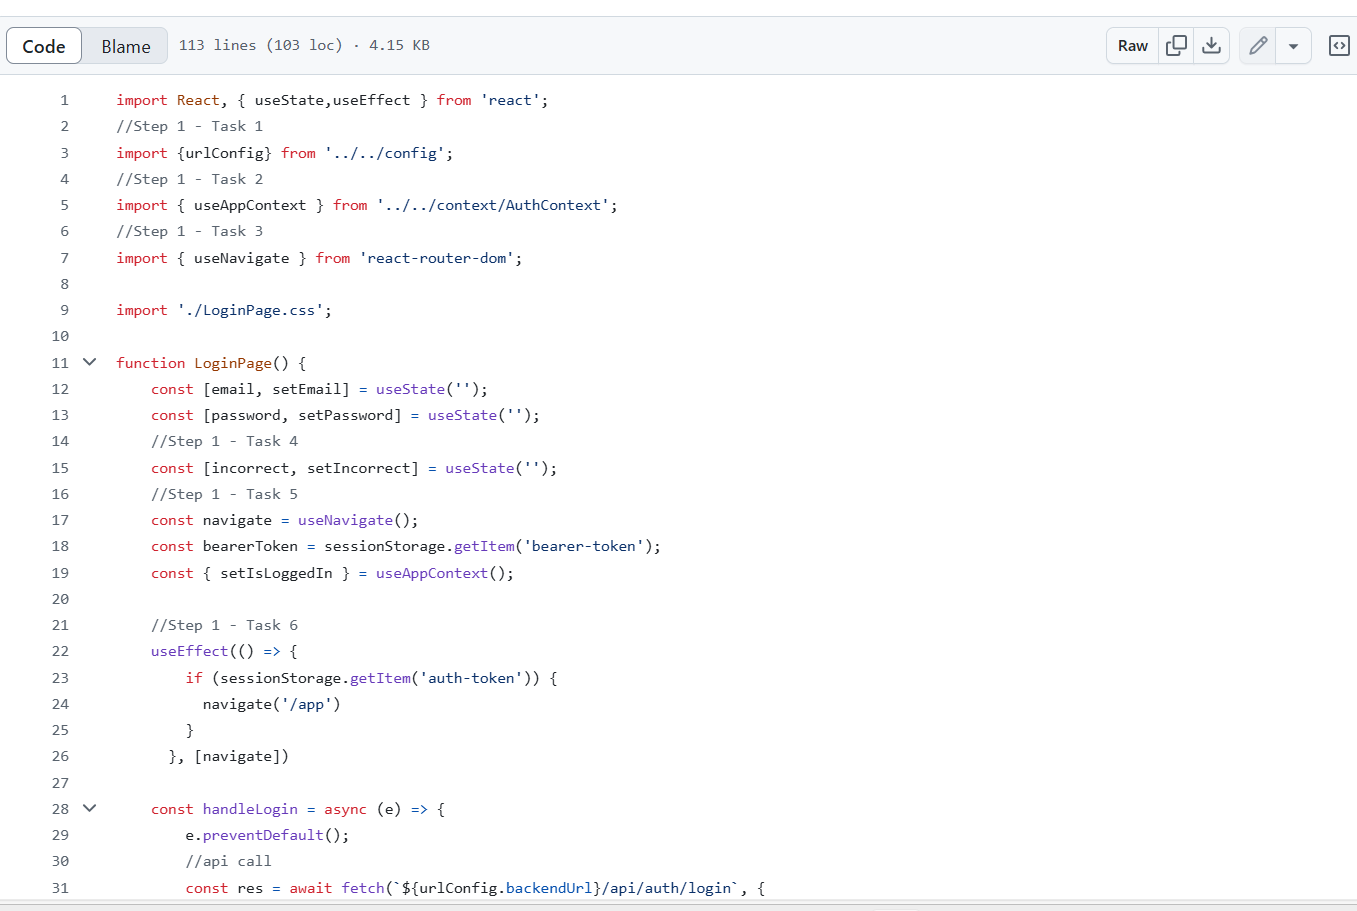 Code Blame 113 lines (103 loc) · 4.15 KB Raw
1 import React, { useState,useEffect } from 'react';
2 //Step 1 - Task 1
3 import {urlConfig} from '../../config';
4 //Step 1 - Task 2
5 import { useAppContext } from '../../context/AuthContext';
6 //Step 1 - Task 3
7 import { useNavigate } from 'react-router-dom';
8
9 import './LoginPage.css';
10
11 function LoginPage() {
12 const [email, setEmail] = useState('');
13 const [password, setPassword] = useState('');
14 //Step 1 - Task 4
15 const [incorrect, setIncorrect] = useState('');
16 //Step 1 - Task 5
17 const navigate = useNavigate();
18 const bearerToken = sessionStorage.getItem('bearer-token');
19 const { setIsLoggedIn } = useAppContext();
20
21 //Step 1 - Task 6
22 useEffect(() => {
23 if (sessionStorage.getItem('auth-token')) {
24 navigate('/app')
25 }
26 }, [navigate])
27
28 const handleLogin = async (e) => {
29 e.preventDefault();
30 //api call
31 const res = await fetch(`${urlConfig.backendUrl}/api/auth/login`, {